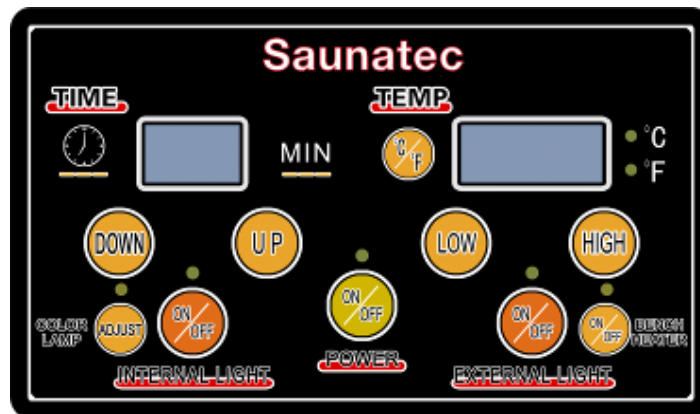 Saunatec
TIME
TEMP
MIN
°C/°F
°C
°F
DOWN
UP
LOW
HIGH
COLOR
LAMP
ADJUST
ON/OFF
INTERNAL LIGHT
ON/OFF
POWER
ON/OFF
EXTERNAL LIGHT
ON/OFF
BENCH
HEATER